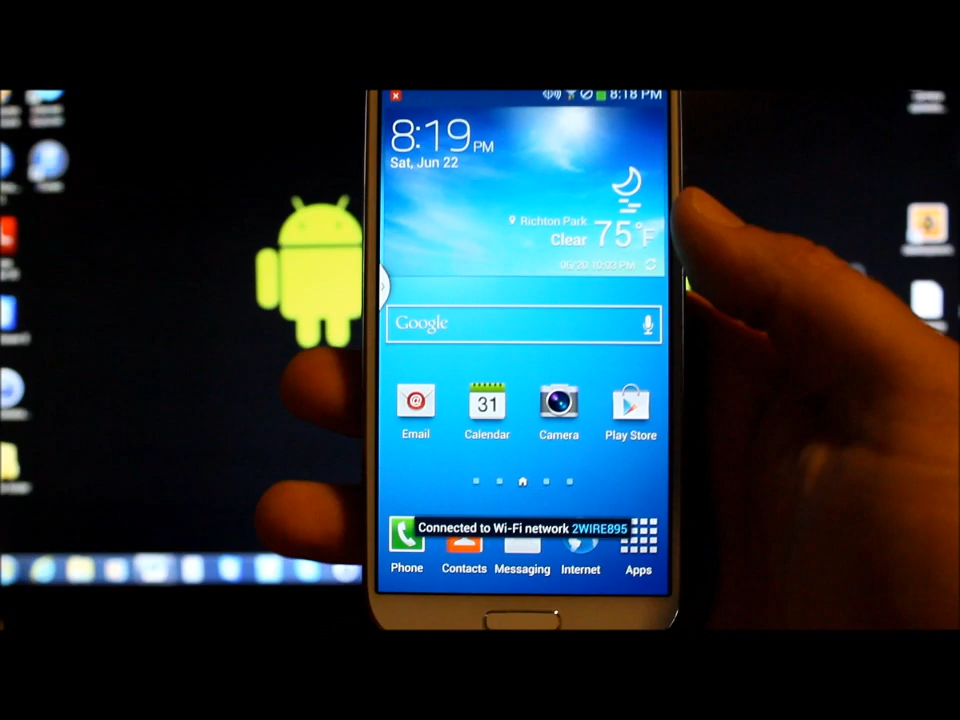 8:18 PM
8:19 PM
Sat, Jun 22
Richton Park
Clear 75°F
06/20 10:03 PM
Google
31
Email Calendar Camera Play Store
Connected to Wi-Fi network 2WIRE895
Phone Contacts Messaging Internet Apps